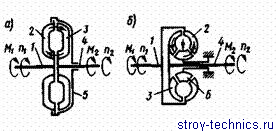 а) 2 3 б) 2
M₁ n₁ 1 4 M₂ n₂ M₁ n₁ 1 4 M₂ n₂
5 3 6
stroy-technics.ru